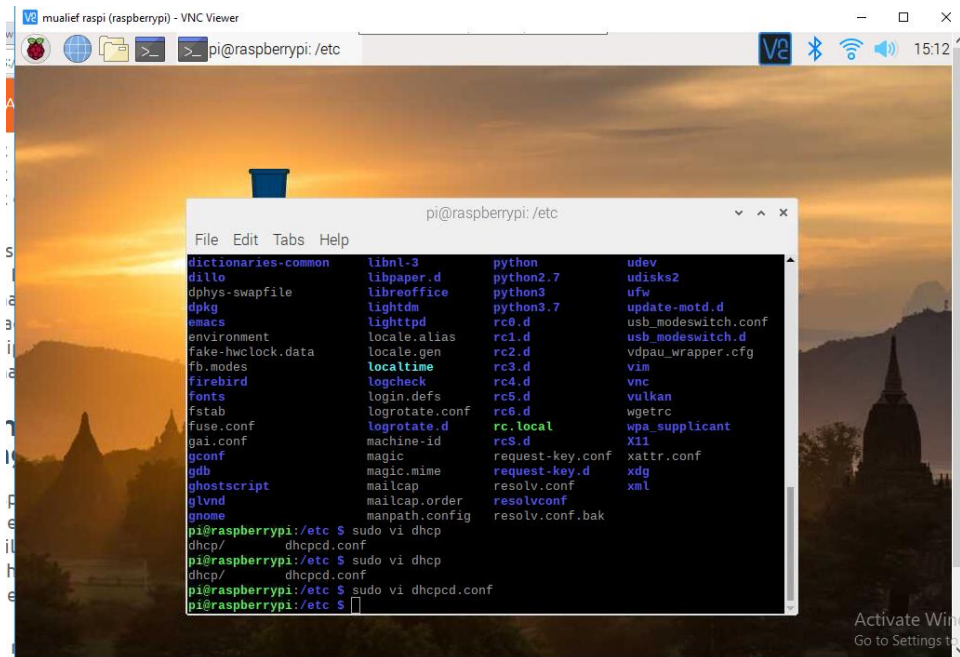 mualief raspi (raspberrypi) - VNC Viewer
pi@raspberrypi: /etc
15:12
pi@raspberrypi: /etc
File Edit Tabs Help
dictionaries-common libnl-3 python udev
dillo libpaper.d python2.7 udisks2
dphys-swapfile libreoffice python3 ufw
dpkg lightdm python3.7 update-motd.d
emacs lighttpd rc0.d usb_modeswitch.conf
environment locale.alias rc1.d usb_modeswitch.d
fake-hwclock.data locale.gen rc2.d vdpau_wrapper.cfg
fb.modes localtime rc3.d vim
firebird logcheck rc4.d vnc
fonts login.defs rc5.d vulkan
fstab logrotate.conf rc6.d wgetrc
fuse.conf logrotate.d rc.local wpa_supplicant
gai.conf machine-id rcS.d X11
gconf magic request-key.conf xattr.conf
gdb magic.mime request-key.d xdg
ghostscript mailcap resolv.conf xml
glvnd mailcap.order resolvconf
gnome manpath.config resolv.conf.bak
pi@raspberrypi:/etc $ sudo vi dhcp
dhcp/ dhcpcd.conf
pi@raspberrypi:/etc $ sudo vi dhcp
dhcp/ dhcpcd.conf
pi@raspberrypi:/etc $ sudo vi dhcpcd.conf
pi@raspberrypi:/etc $
Activate Win
Go to Settings to